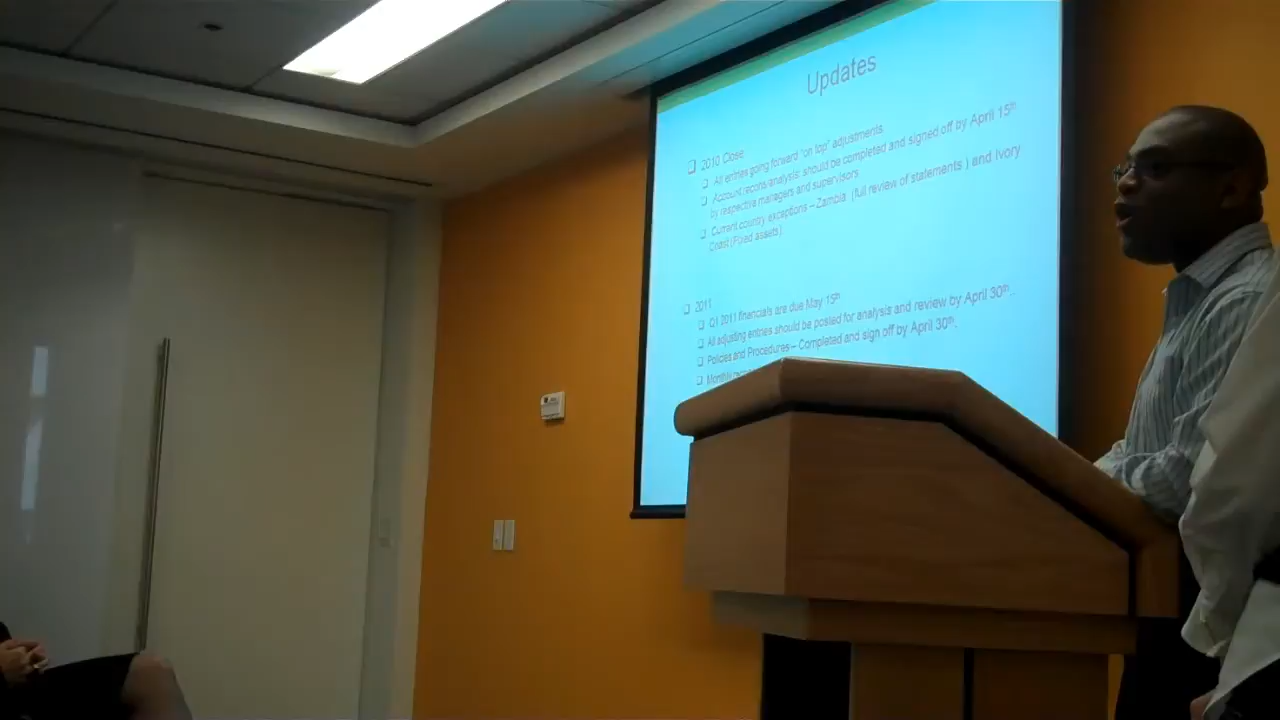 Updates
❑ 2010 Close
❑ All entries going forward "on top" adjustments
❑ Account recons/analysis: should be completed and signed off by April 15th
by respective managers and supervisors
❑ Current country exceptions – Zambia (full review of statements ) and Ivory
Coast (Fixed assets)
❑ 2011
❑ Q1 2011 financials are due May 15th
❑ All adjusting entries should be posted for analysis and review by April 30th.
❑ Policies and Procedures – Completed and sign off by April 30th.
❑ Monthly